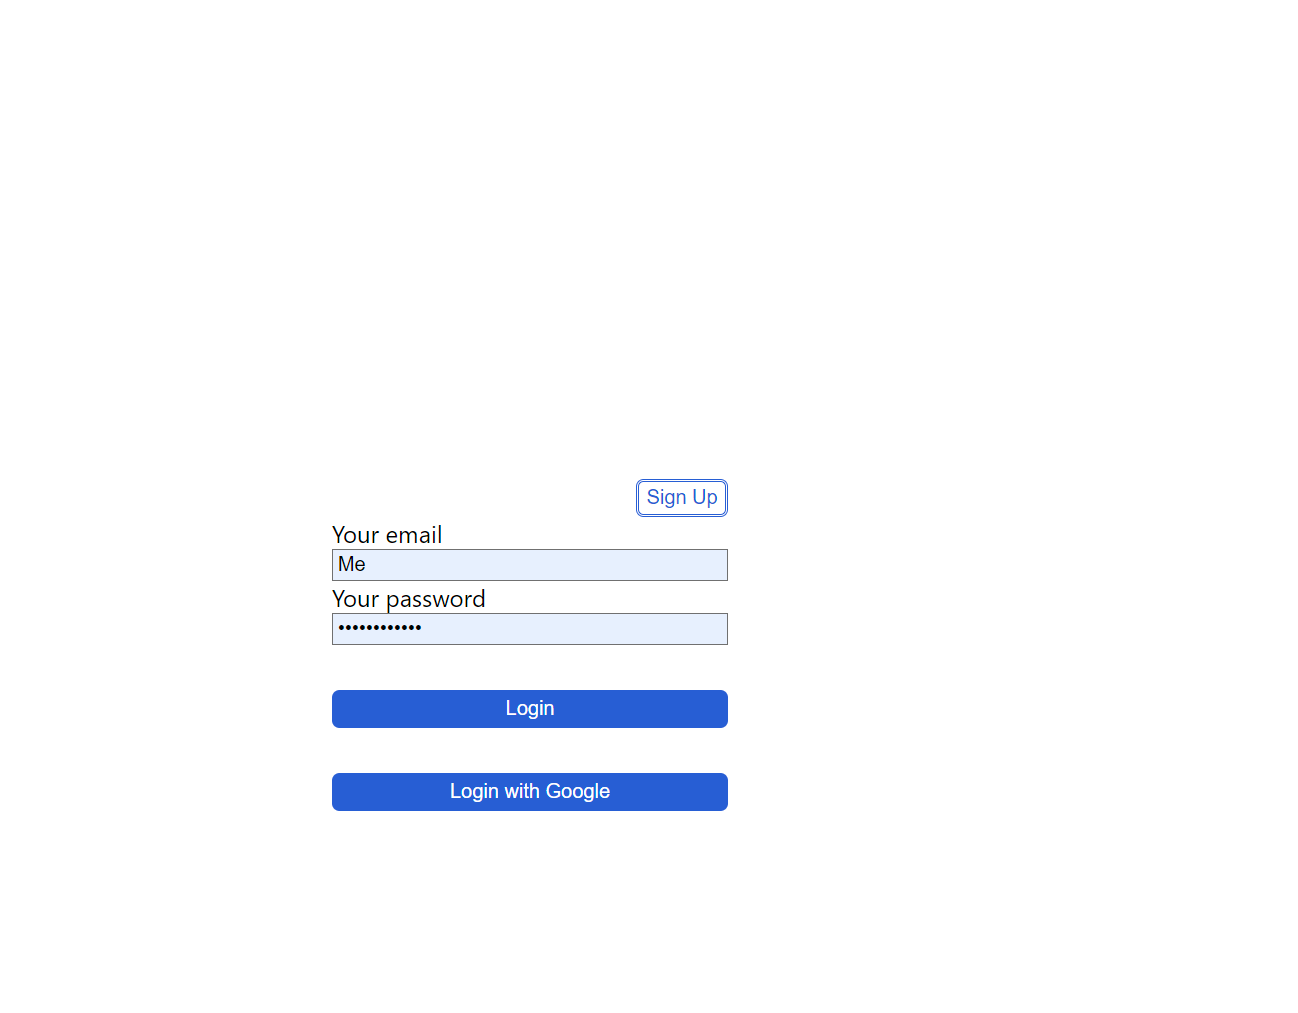 Sign Up
Your email
Me
Your password
••••••••••••
Login
Login with Google